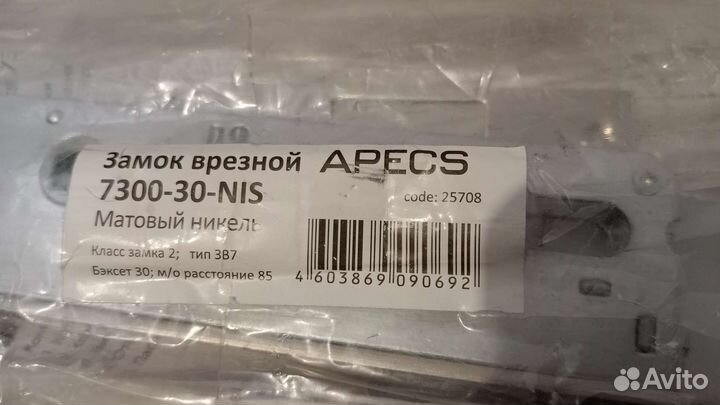 Замок врезной APECS
7300-30-NIS
code: 25708
Матовый никель
Класс замка 2; тип ЗВ7
Бэксет 30; м/о расстояние 85
4 603869 090692
Avito